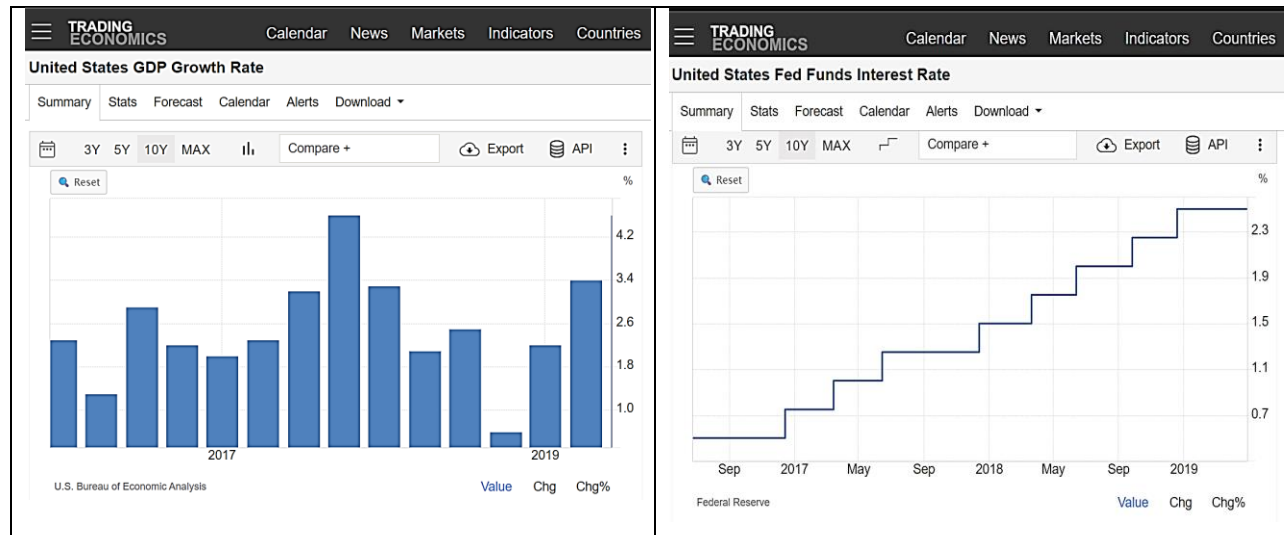 TRADING
ECONOMICS
Calendar News Markets Indicators Countries
United States GDP Growth Rate
Summary Stats Forecast Calendar Alerts Download
3Y 5Y 10Y MAX Compare + Export API
Reset
%
4.2
3.4
2.6
1.8
1.0
2017 2019
U.S. Bureau of Economic Analysis Value Chg Chg%
TRADING
ECONOMICS
Calendar News Markets Indicators Countries
United States Fed Funds Interest Rate
Summary Stats Forecast Calendar Alerts Download
3Y 5Y 10Y MAX Compare + Export API
Reset
%
2.3
1.9
1.5
1.1
0.7
Sep 2017 May Sep 2018 May Sep 2019
Federal Reserve Value Chg Chg%